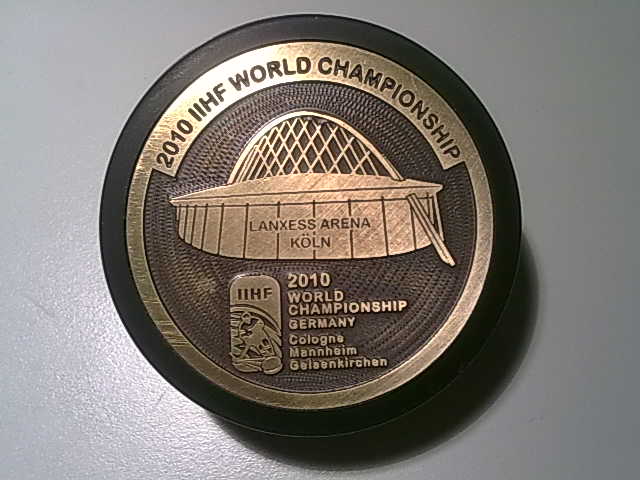 2010 IIHF WORLD CHAMPIONSHIP
LANXESS ARENA
KÖLN
IIHF
2010
WORLD
CHAMPIONSHIP
GERMANY
Cologne
Mannheim
Gelsenkirchen